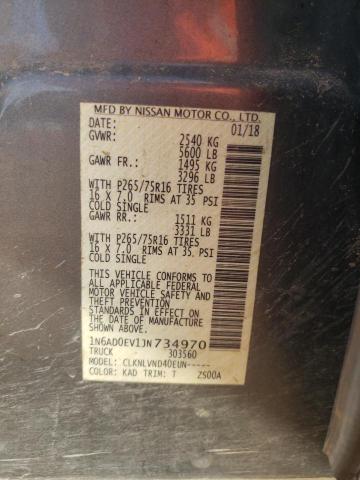 MFD BY NISSAN MOTOR CO., LTD.
DATE: 01/18
GVWR: 2540 KG
5600 LB
GAWR FR.: 1495 KG
3296 LB
WITH P265/75R16 TIRES
16 X 7.0 RIMS AT 35 PSI
COLD SINGLE
GAWR RR.: 1511 KG
3331 LB
WITH P265/75R16 TIRES
16 X 7.0 RIMS AT 35 PSI
COLD SINGLE
THIS VEHICLE CONFORMS TO
ALL APPLICABLE FEDERAL
MOTOR VEHICLE SAFETY AND
THEFT PREVENTION
STANDARDS IN EFFECT ON
THE DATE OF MANUFACTURE
SHOWN ABOVE.
1N6AD0EV1JN734970
TRUCK 303560
MODEL: CLKNLVND40EUN-----
COLOR: KAD TRIM: T ZS00A